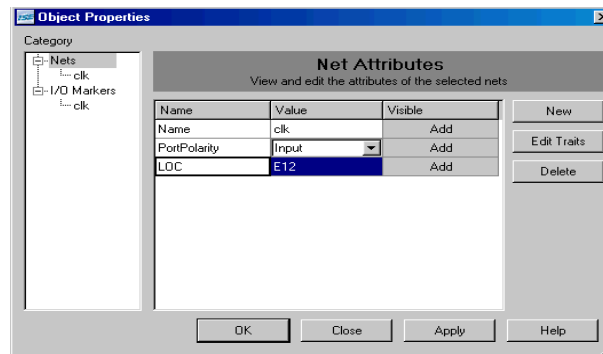 ISE Object Properties
Category
Nets
clk
I/O Markers
clk
Net Attributes
View and edit the attributes of the selected nets
Name Value Visible
Name clk Add
PortPolarity Input Add
LOC E12 Add
New
Edit Traits
Delete
OK Close Apply Help